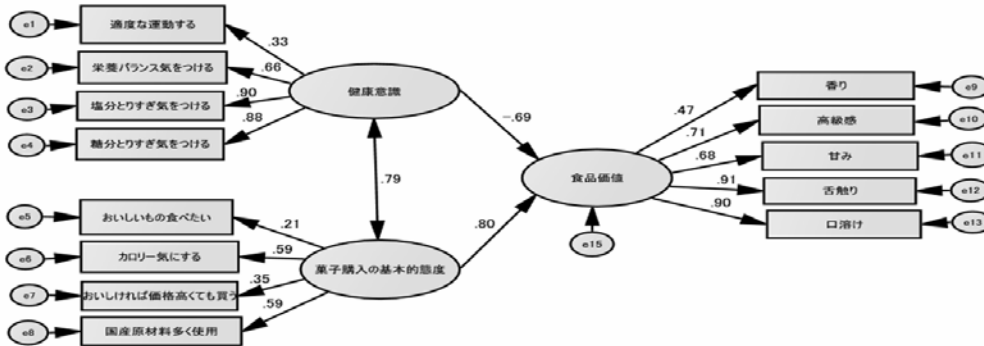 e1
適度な運動する
.33
e2
栄養バランス気をつける
.66
e3
塩分とりすぎ気をつける
.90
e4
糖分とりすぎ気をつける
.88
健康意識
-.69
.79
e5
おいしいもの食べたい
.21
e6
カロリー気にする
.59
e7
おいしければ価格高くても買う
.35
e8
国産原材料多く使用
.59
菓子購入の基本的態度
.80
食品価値
e15
.47
香り
e9
.71
高級感
e10
.68
甘み
e11
.91
舌触り
e12
.90
口溶け
e13